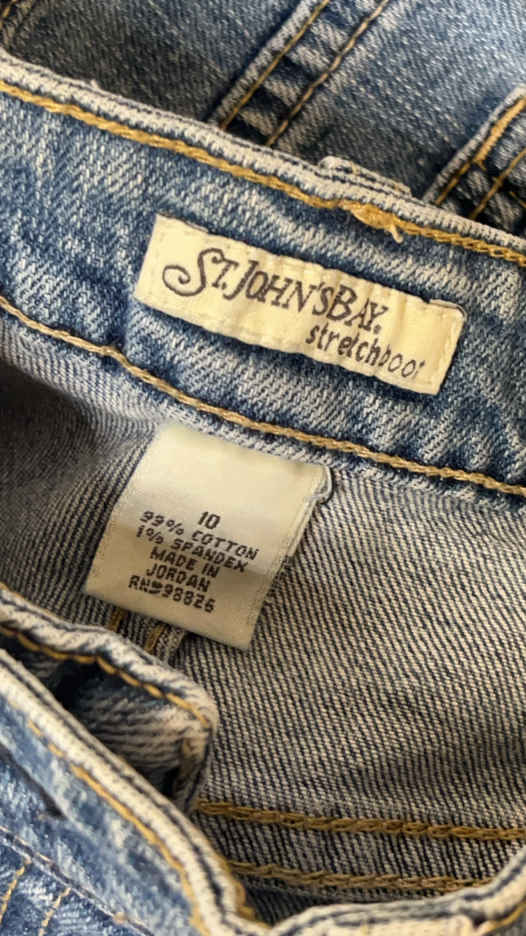 ST. JOHN'S BAY.
stretchboot
10
99% COTTON
1% SPANDEX
MADE IN
JORDAN
RN#98826